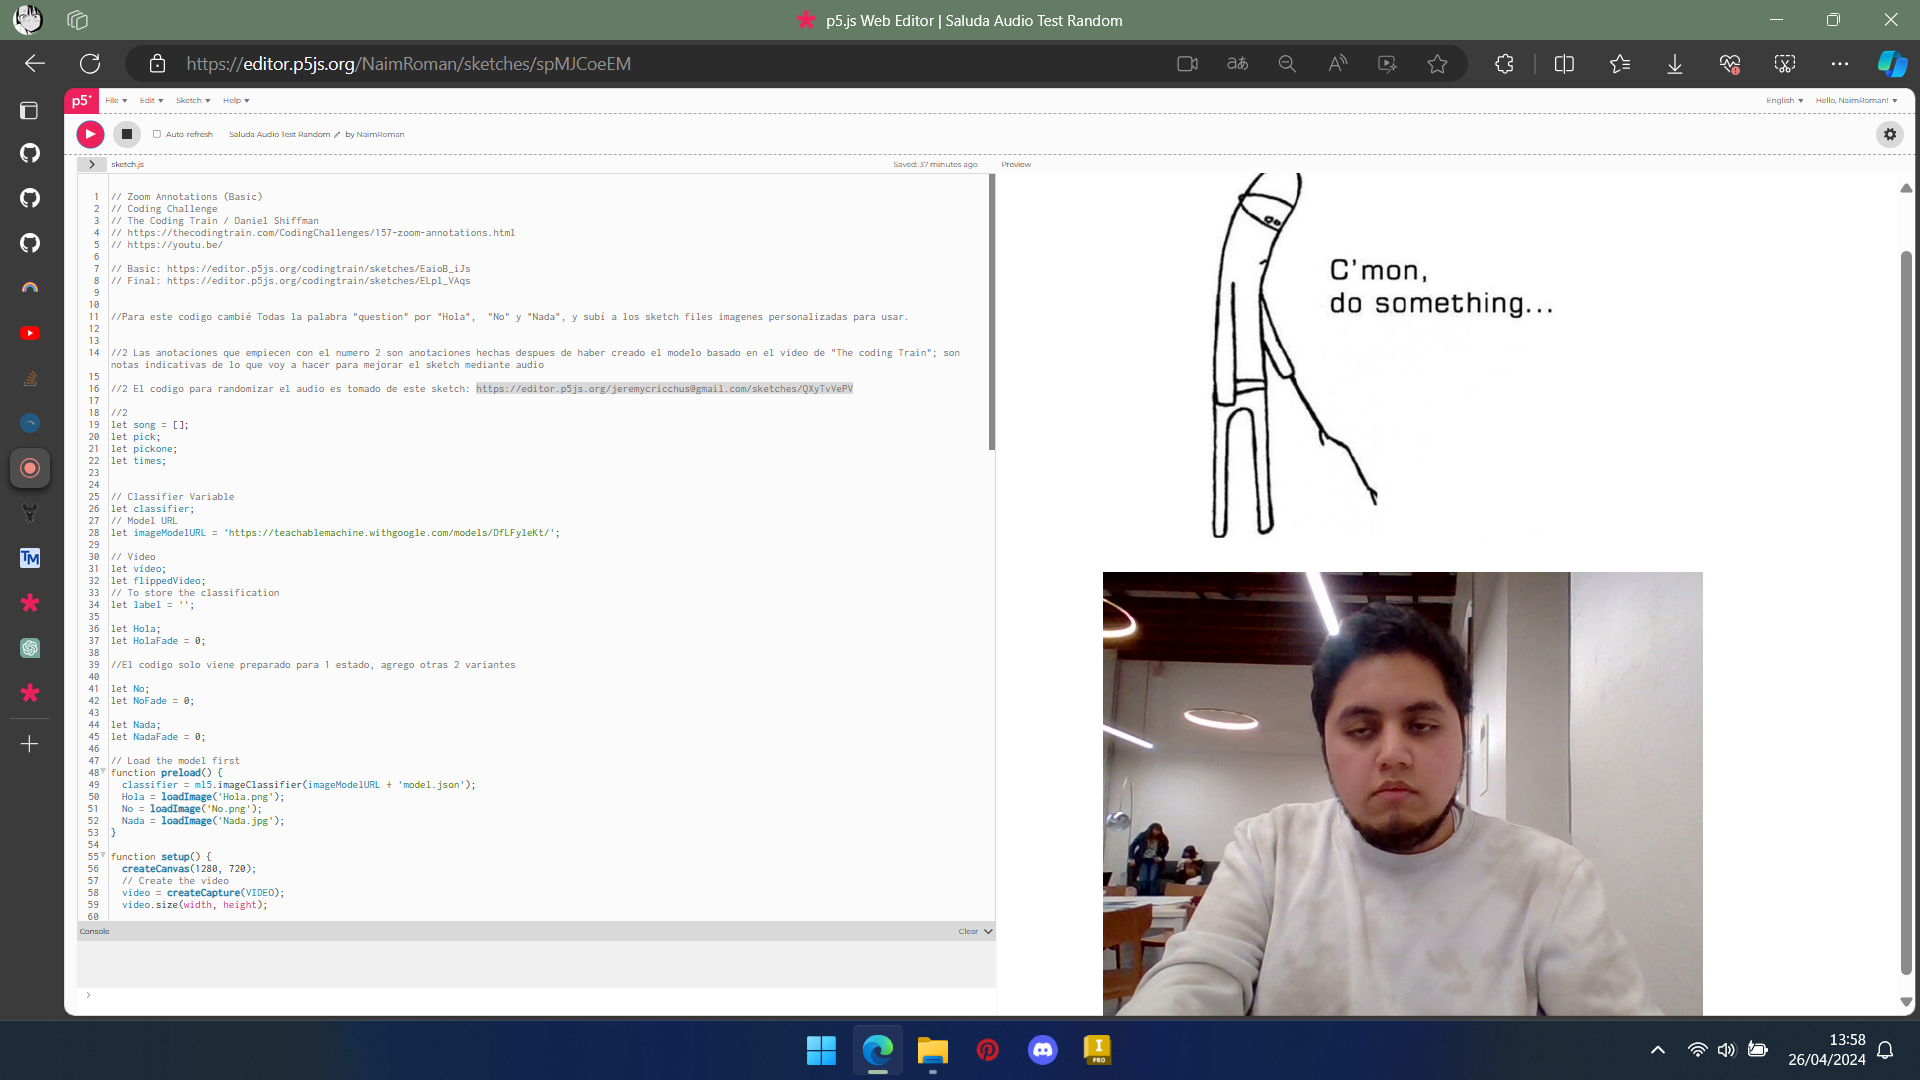 p5.js Web Editor | Saluda Audio Test Random
https://editor.p5js.org/NaimRoman/sketches/spMJCoeEM
p5*
File
Edit
Sketch
Help
English
Hello, NaimRoman!
Auto-refresh
Saluda Audio Test Random
by NaimRoman
sketch.js
Saved: 37 minutes ago
Preview
1 // Zoom Annotations (Basic)
2 // Coding Challenge
3 // The Coding Train / Daniel Shiffman
4 // https://thecodingtrain.com/CodingChallenges/157-zoom-annotations.html
5 // https://youtu.be/
6
7 // Basic: https://editor.p5js.org/codingtrain/sketches/EaioB_iJs
8 // Final: https://editor.p5js.org/codingtrain/sketches/ELpl_VAqs
9
10
11 //Para este codigo cambié Todas la palabra "question" por "Hola",  "No" y "Nada", y subí a los sketch files imagenes personalizadas para usar.
12
13
14 //2 Las anotaciones que empiecen con el numero 2 son anotaciones hechas despues de haber creado el modelo basado en el video de "The coding Train"; son
notas indicativas de lo que voy a hacer para mejorar el sketch mediante audio
15
16 //2 El codigo para randomizar el audio es tomado de este sketch: https://editor.p5js.org/jeremycricchus@gmail.com/sketches/QXyTvVePV
17
18 //2
19 let song = [];
20 let pick;
21 let pickone;
22 let times;
23
24
25 // Classifier Variable
26 let classifier;
27 // Model URL
28 let imageModelURL = 'https://teachablemachine.withgoogle.com/models/DfLFyleKt/';
29
30 // Video
31 let video;
32 let flippedVideo;
33 // To store the classification
34 let label = '';
35
36 let Hola;
37 let HolaFade = 0;
38
39 //El codigo solo viene preparado para 1 estado, agrego otras 2 variantes
40
41 let No;
42 let NoFade = 0;
43
44 let Nada;
45 let NadaFade = 0;
46
47 // Load the model first
48 function preload() {
49 classifier = ml5.imageClassifier(imageModelURL + 'model.json');
50 Hola = loadImage('Hola.png');
51 No = loadImage('No.png');
52 Nada = loadImage('Nada.jpg');
53 }
54
55 function setup() {
56 createCanvas(1280, 720);
57 // Create the video
58 video = createCapture(VIDEO);
59 video.size(width, height);
60
Console
Clear
>
C'mon,
do something...
TM
I
PRO
13:58
26/04/2024